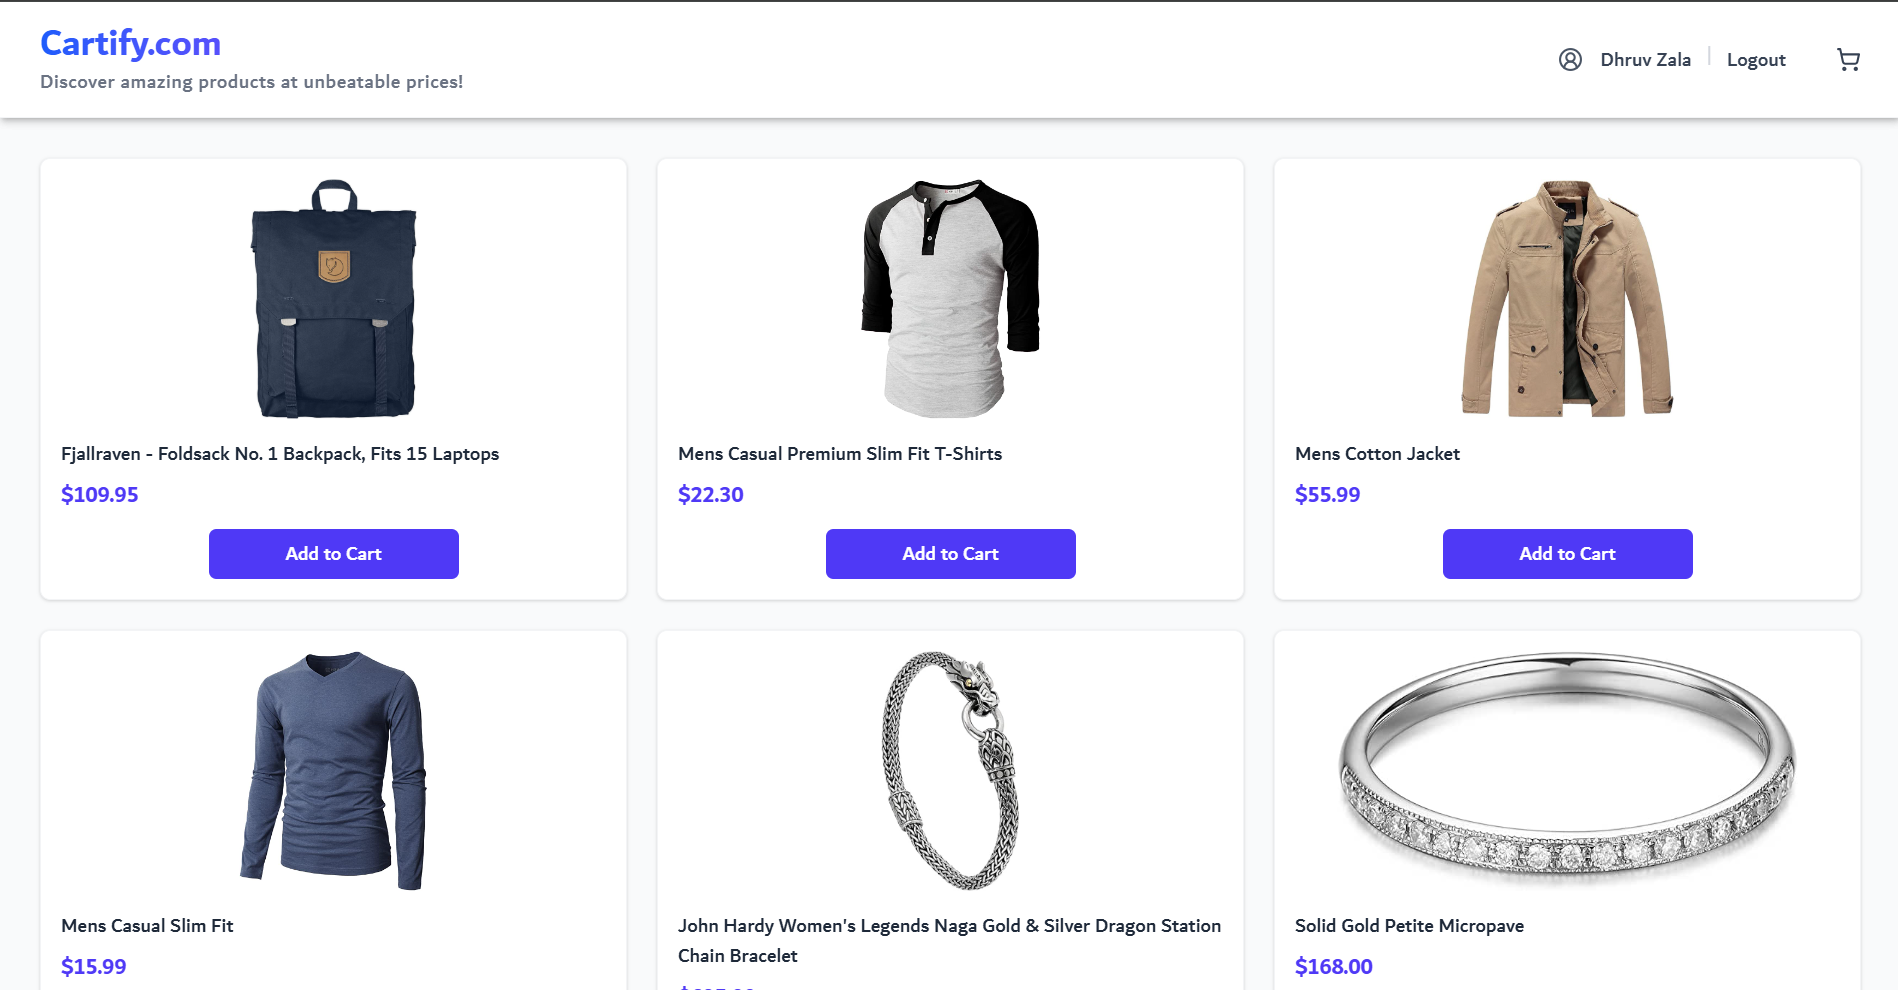 Cartify.com
Discover amazing products at unbeatable prices!
Dhruv Zala
Logout
Fjallraven - Foldsack No. 1 Backpack, Fits 15 Laptops
$109.95
Add to Cart
Mens Casual Premium Slim Fit T-Shirts
$22.30
Add to Cart
Mens Cotton Jacket
$55.99
Add to Cart
Mens Casual Slim Fit
$15.99
John Hardy Women's Legends Naga Gold & Silver Dragon Station
Chain Bracelet
Solid Gold Petite Micropave
$168.00